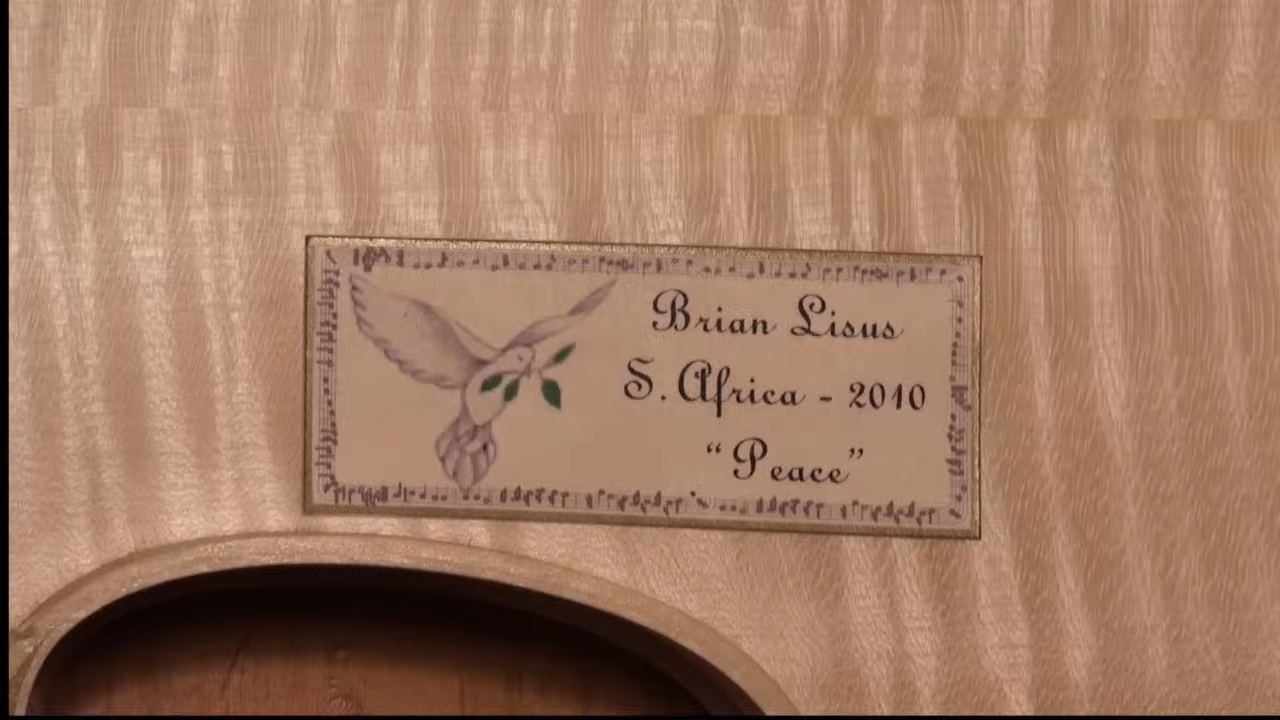 Brian Lisus
S. Africa - 2010
“Peace”